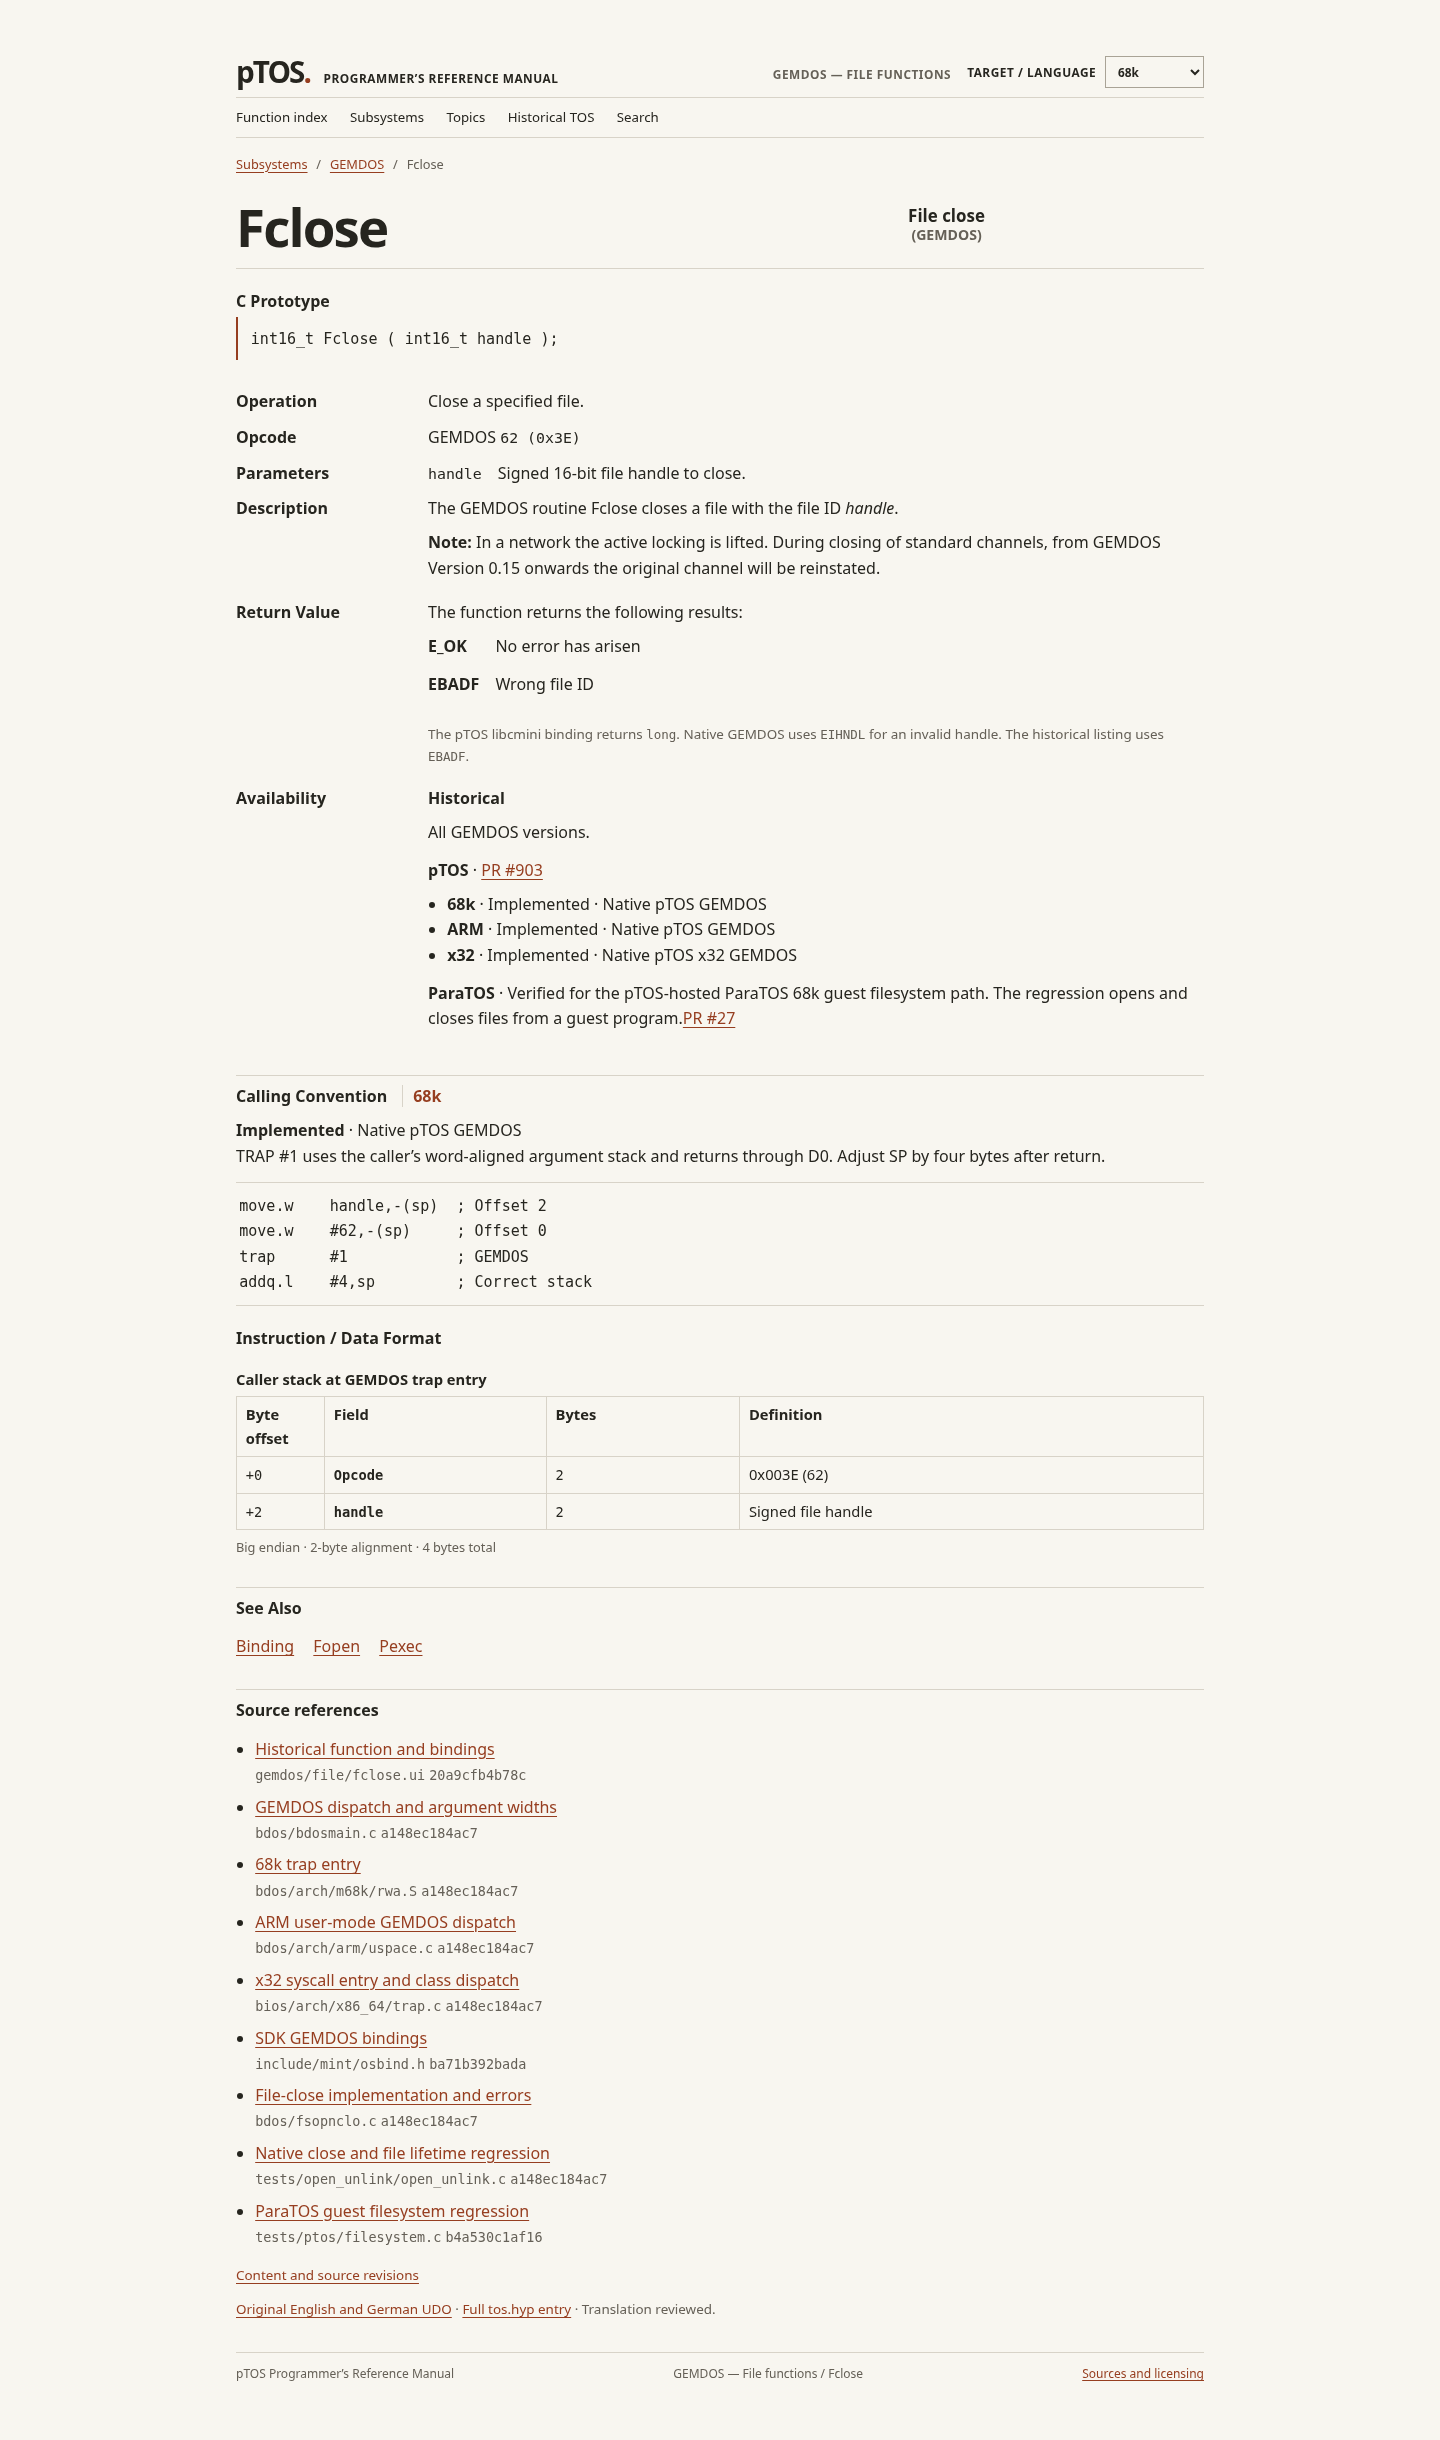 pTOS. PROGRAMMER’S REFERENCE MANUAL GEMDOS — FILE FUNCTIONS TARGET / LANGUAGE 68k
Function index Subsystems Topics Historical TOS Search
Subsystems / GEMDOS / Fclose
Fclose
File close
(GEMDOS)
C Prototype
int16_t Fclose ( int16_t handle );
Operation Close a specified file.
Opcode GEMDOS 62 (0x3E)
Parameters handle Signed 16-bit file handle to close.
Description The GEMDOS routine Fclose closes a file with the file ID handle.
Note: In a network the active locking is lifted. During closing of standard channels, from GEMDOS
Version 0.15 onwards the original channel will be reinstated.
Return Value The function returns the following results:
E_OK No error has arisen
EBADF Wrong file ID
The pTOS libcmini binding returns long. Native GEMDOS uses EIHNDL for an invalid handle. The historical listing uses
EBADF.
Availability Historical
All GEMDOS versions.
pTOS · PR #903
• 68k · Implemented · Native pTOS GEMDOS
• ARM · Implemented · Native pTOS GEMDOS
• x32 · Implemented · Native pTOS x32 GEMDOS
ParaTOS · Verified for the pTOS-hosted ParaTOS 68k guest filesystem path. The regression opens and
closes files from a guest program.PR #27
Calling Convention 68k
Implemented · Native pTOS GEMDOS
TRAP #1 uses the caller’s word-aligned argument stack and returns through D0. Adjust SP by four bytes after return.
move.w handle,-(sp) ; Offset 2
move.w #62,-(sp) ; Offset 0
trap #1 ; GEMDOS
addq.l #4,sp ; Correct stack
Instruction / Data Format
Caller stack at GEMDOS trap entry
Byte offset Field Bytes Definition
+0 Opcode 2 0x003E (62)
+2 handle 2 Signed file handle
Big endian · 2-byte alignment · 4 bytes total
See Also
Binding Fopen Pexec
Source references
• Historical function and bindings
gemdos/file/fclose.ui 20a9cfb4b78c
• GEMDOS dispatch and argument widths
bdos/bdosmain.c a148ec184ac7
• 68k trap entry
bdos/arch/m68k/rwa.S a148ec184ac7
• ARM user-mode GEMDOS dispatch
bdos/arch/arm/uspace.c a148ec184ac7
• x32 syscall entry and class dispatch
bios/arch/x86_64/trap.c a148ec184ac7
• SDK GEMDOS bindings
include/mint/osbind.h ba71b392bada
• File-close implementation and errors
bdos/fsopnclo.c a148ec184ac7
• Native close and file lifetime regression
tests/open_unlink/open_unlink.c a148ec184ac7
• ParaTOS guest filesystem regression
tests/ptos/filesystem.c b4a530c1af16
Content and source revisions
Original English and German UDO · Full tos.hyp entry · Translation reviewed.
pTOS Programmer’s Reference Manual GEMDOS — File functions / Fclose Sources and licensing